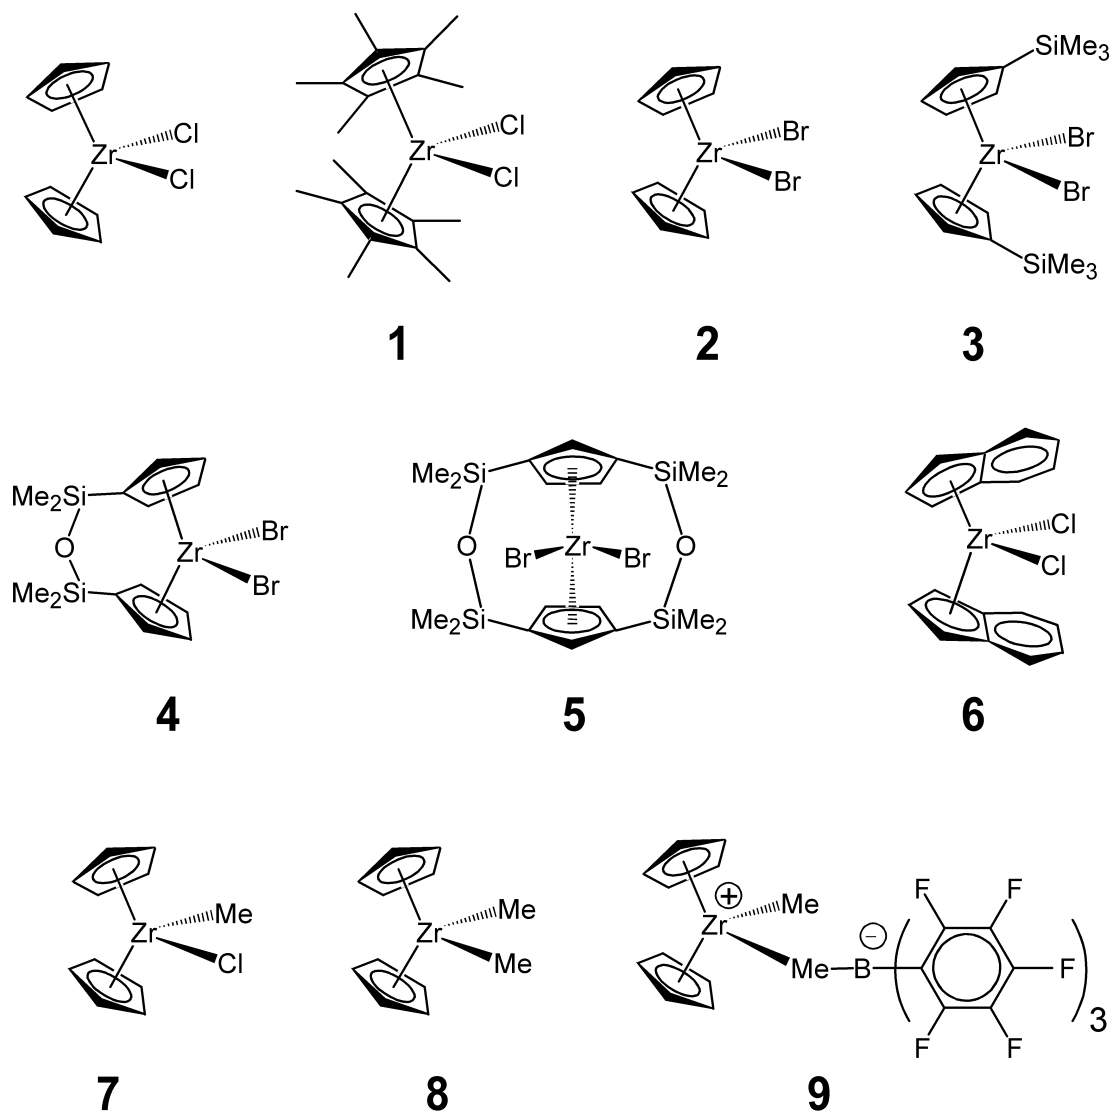 Zr Cl Cl
Zr Cl Cl
Zr Br Br
SiMe3 Zr Br Br SiMe3
1 2 3
Me2Si O Me2Si Zr Br Br
Me2Si SiMe2 O Br Zr Br O Me2Si SiMe2
Zr Cl Cl
4 5 6
Zr Me Cl
Zr Me Me
Zr + Me Me B − ( F F F F F )3
7 8 9